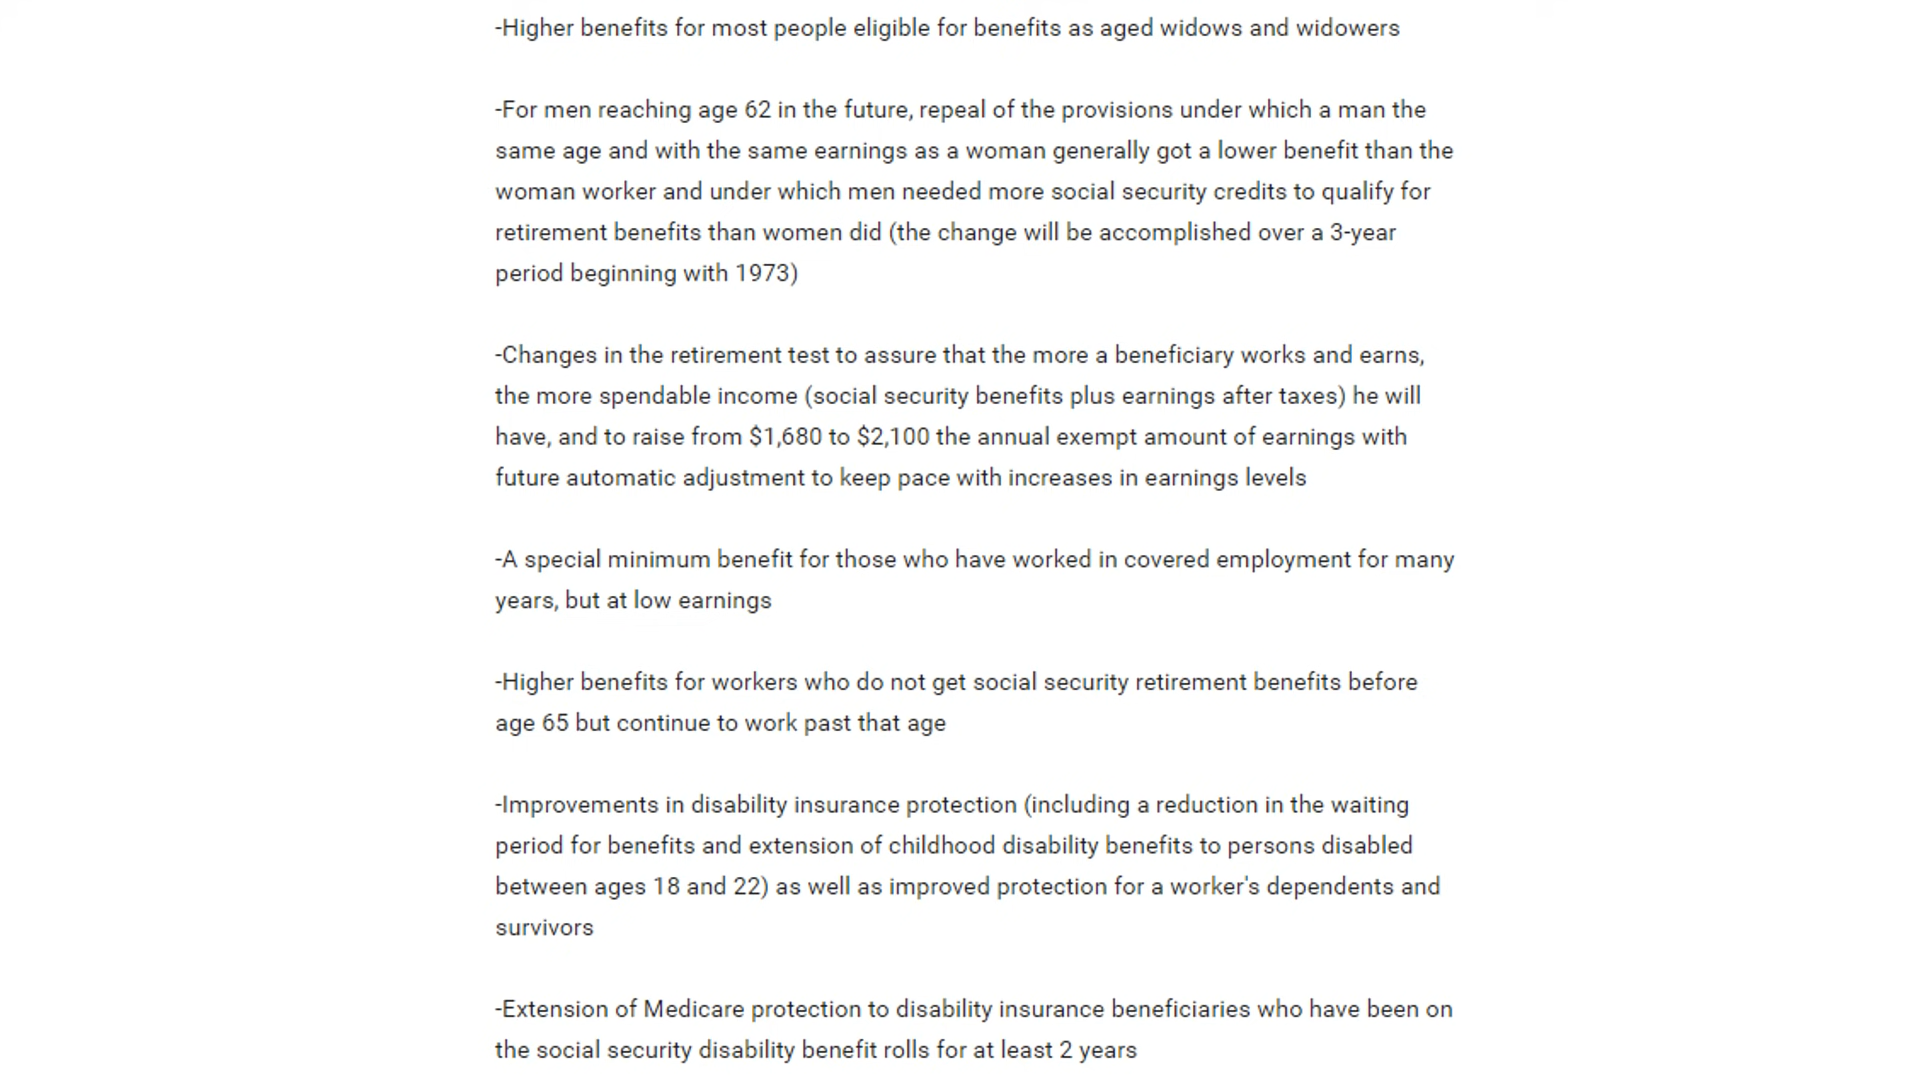 -Higher benefits for most people eligible for benefits as aged widows and widowers
-For men reaching age 62 in the future, repeal of the provisions under which a man the
same age and with the same earnings as a woman generally got a lower benefit than the
woman worker and under which men needed more social security credits to qualify for
retirement benefits than women did (the change will be accomplished over a 3-year
period beginning with 1973)
-Changes in the retirement test to assure that the more a beneficiary works and earns,
the more spendable income (social security benefits plus earnings after taxes) he will
have, and to raise from $1,680 to $2,100 the annual exempt amount of earnings with
future automatic adjustment to keep pace with increases in earnings levels
-A special minimum benefit for those who have worked in covered employment for many
years, but at low earnings
-Higher benefits for workers who do not get social security retirement benefits before
age 65 but continue to work past that age
-Improvements in disability insurance protection (including a reduction in the waiting
period for benefits and extension of childhood disability benefits to persons disabled
between ages 18 and 22) as well as improved protection for a worker's dependents and
survivors
-Extension of Medicare protection to disability insurance beneficiaries who have been on
the social security disability benefit rolls for at least 2 years